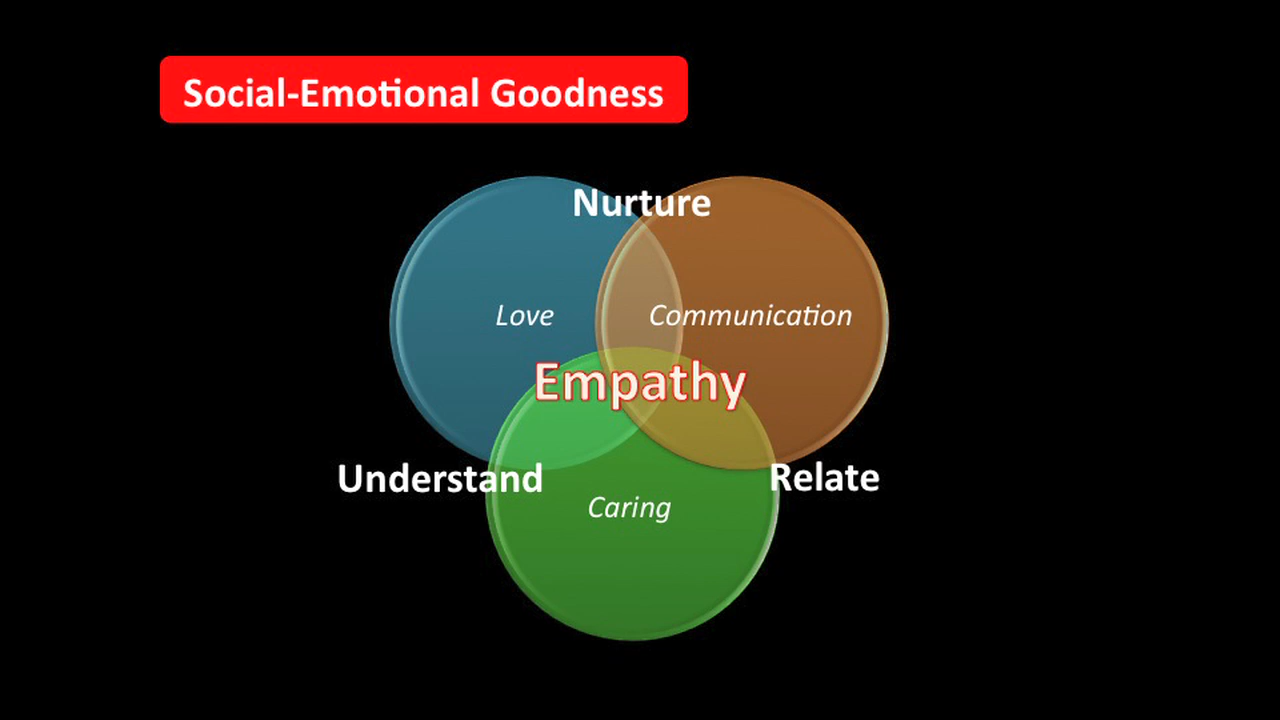 Social-Emotional Goodness
Nurture
Love
Communication
Empathy
Understand
Relate
Caring